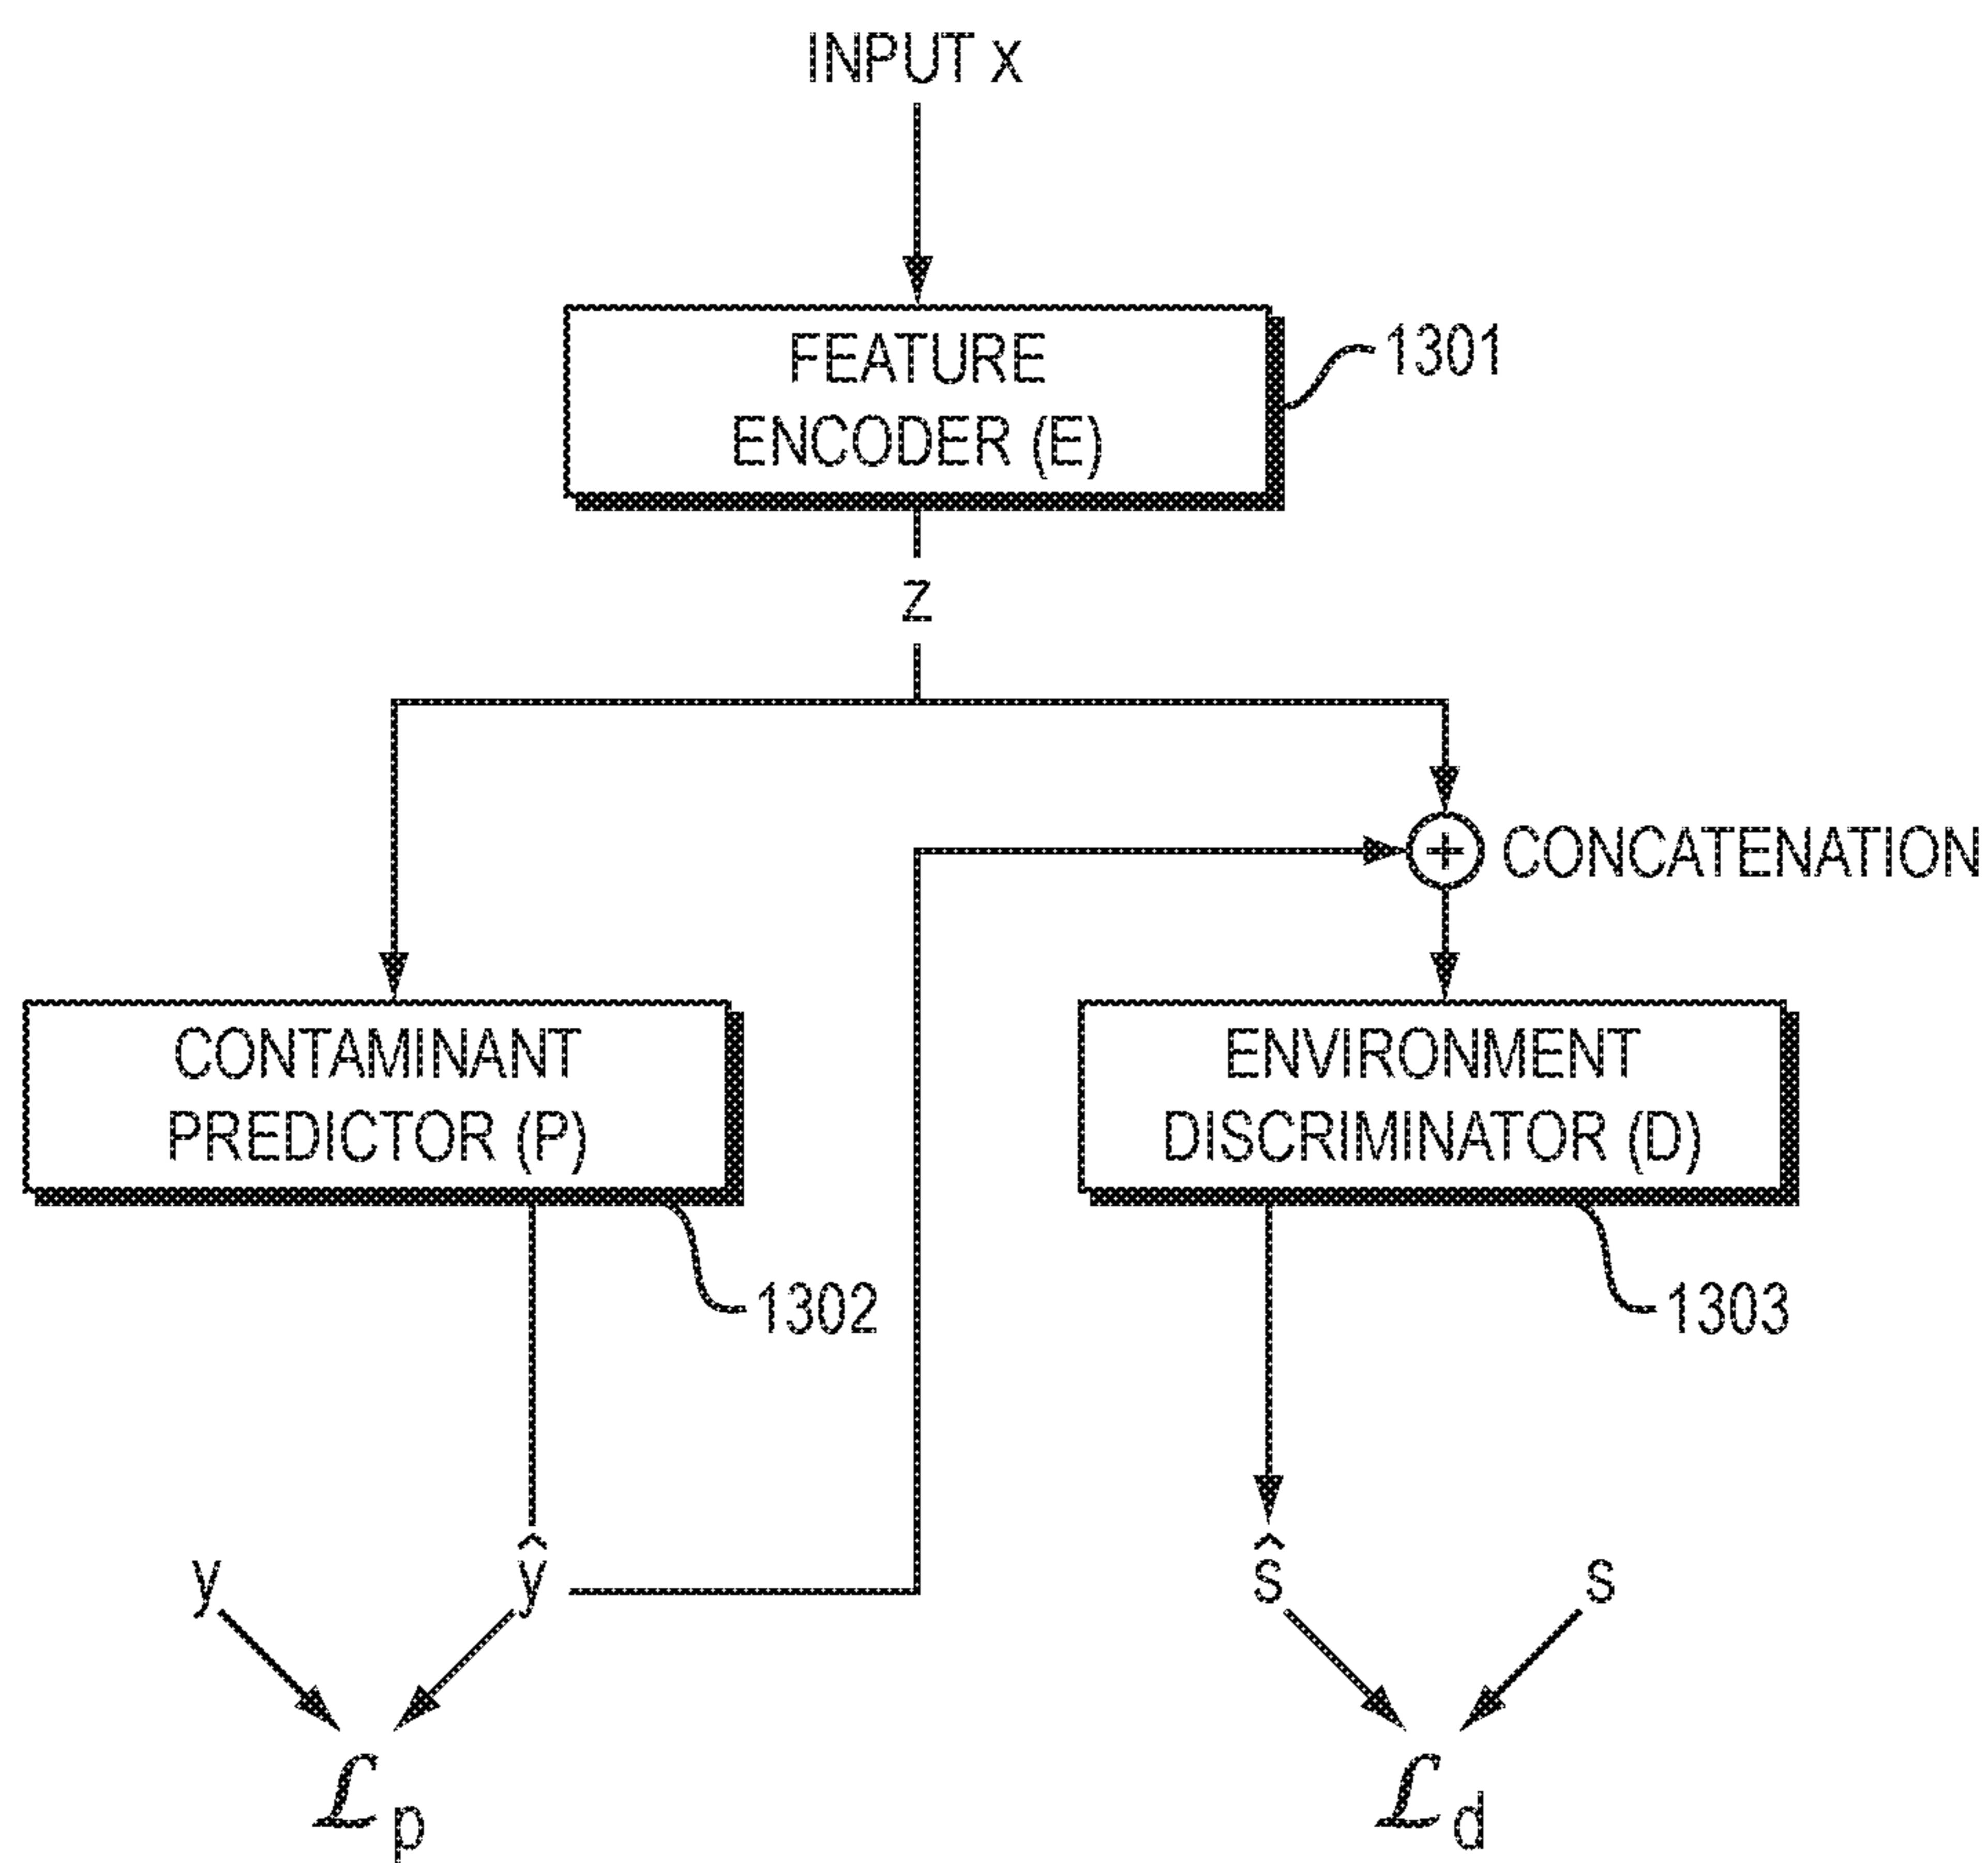 INPUT x
FEATURE
ENCODER (E)
1301
z
+ CONCATENATION
CONTAMINANT
PREDICTOR (P)
ENVIRONMENT
DISCRIMINATOR (D)
1302
1303
y
ŷ
ŝ
s
ℒp
ℒd